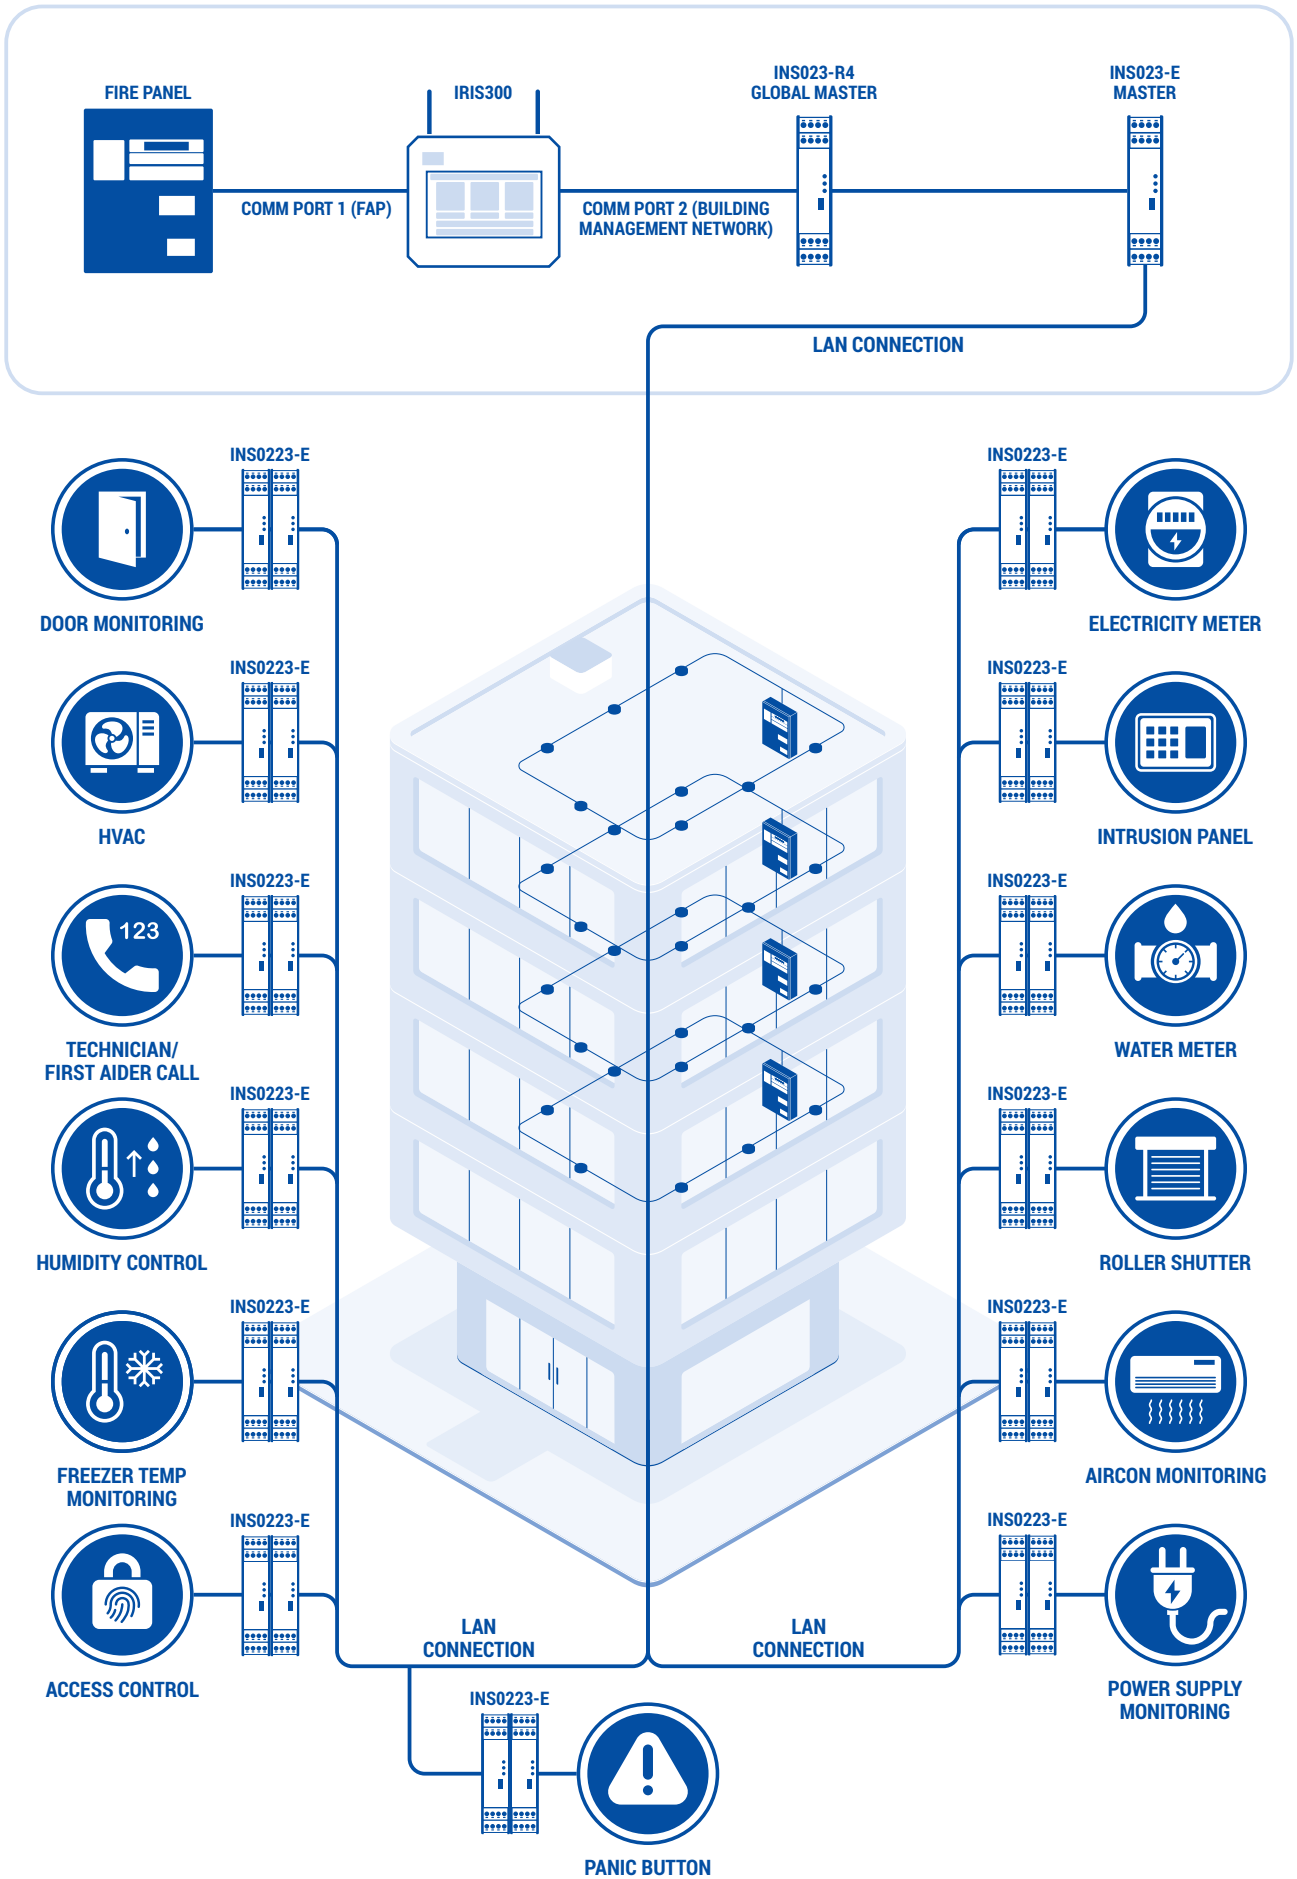 FIRE PANEL
IRIS300
INS023-R4
GLOBAL MASTER
INS023-E
MASTER
COMM PORT 1 (FAP)
COMM PORT 2 (BUILDING
MANAGEMENT NETWORK)
LAN CONNECTION
INS0223-E
DOOR MONITORING
INS0223-E
HVAC
INS0223-E
123
TECHNICIAN/
FIRST AIDER CALL
INS0223-E
HUMIDITY CONTROL
INS0223-E
FREEZER TEMP
MONITORING
INS0223-E
ACCESS CONTROL
INS0223-E
ELECTRICITY METER
INS0223-E
INTRUSION PANEL
INS0223-E
WATER METER
INS0223-E
ROLLER SHUTTER
INS0223-E
AIRCON MONITORING
INS0223-E
POWER SUPPLY
MONITORING
LAN
CONNECTION
LAN
CONNECTION
INS0223-E
PANIC BUTTON